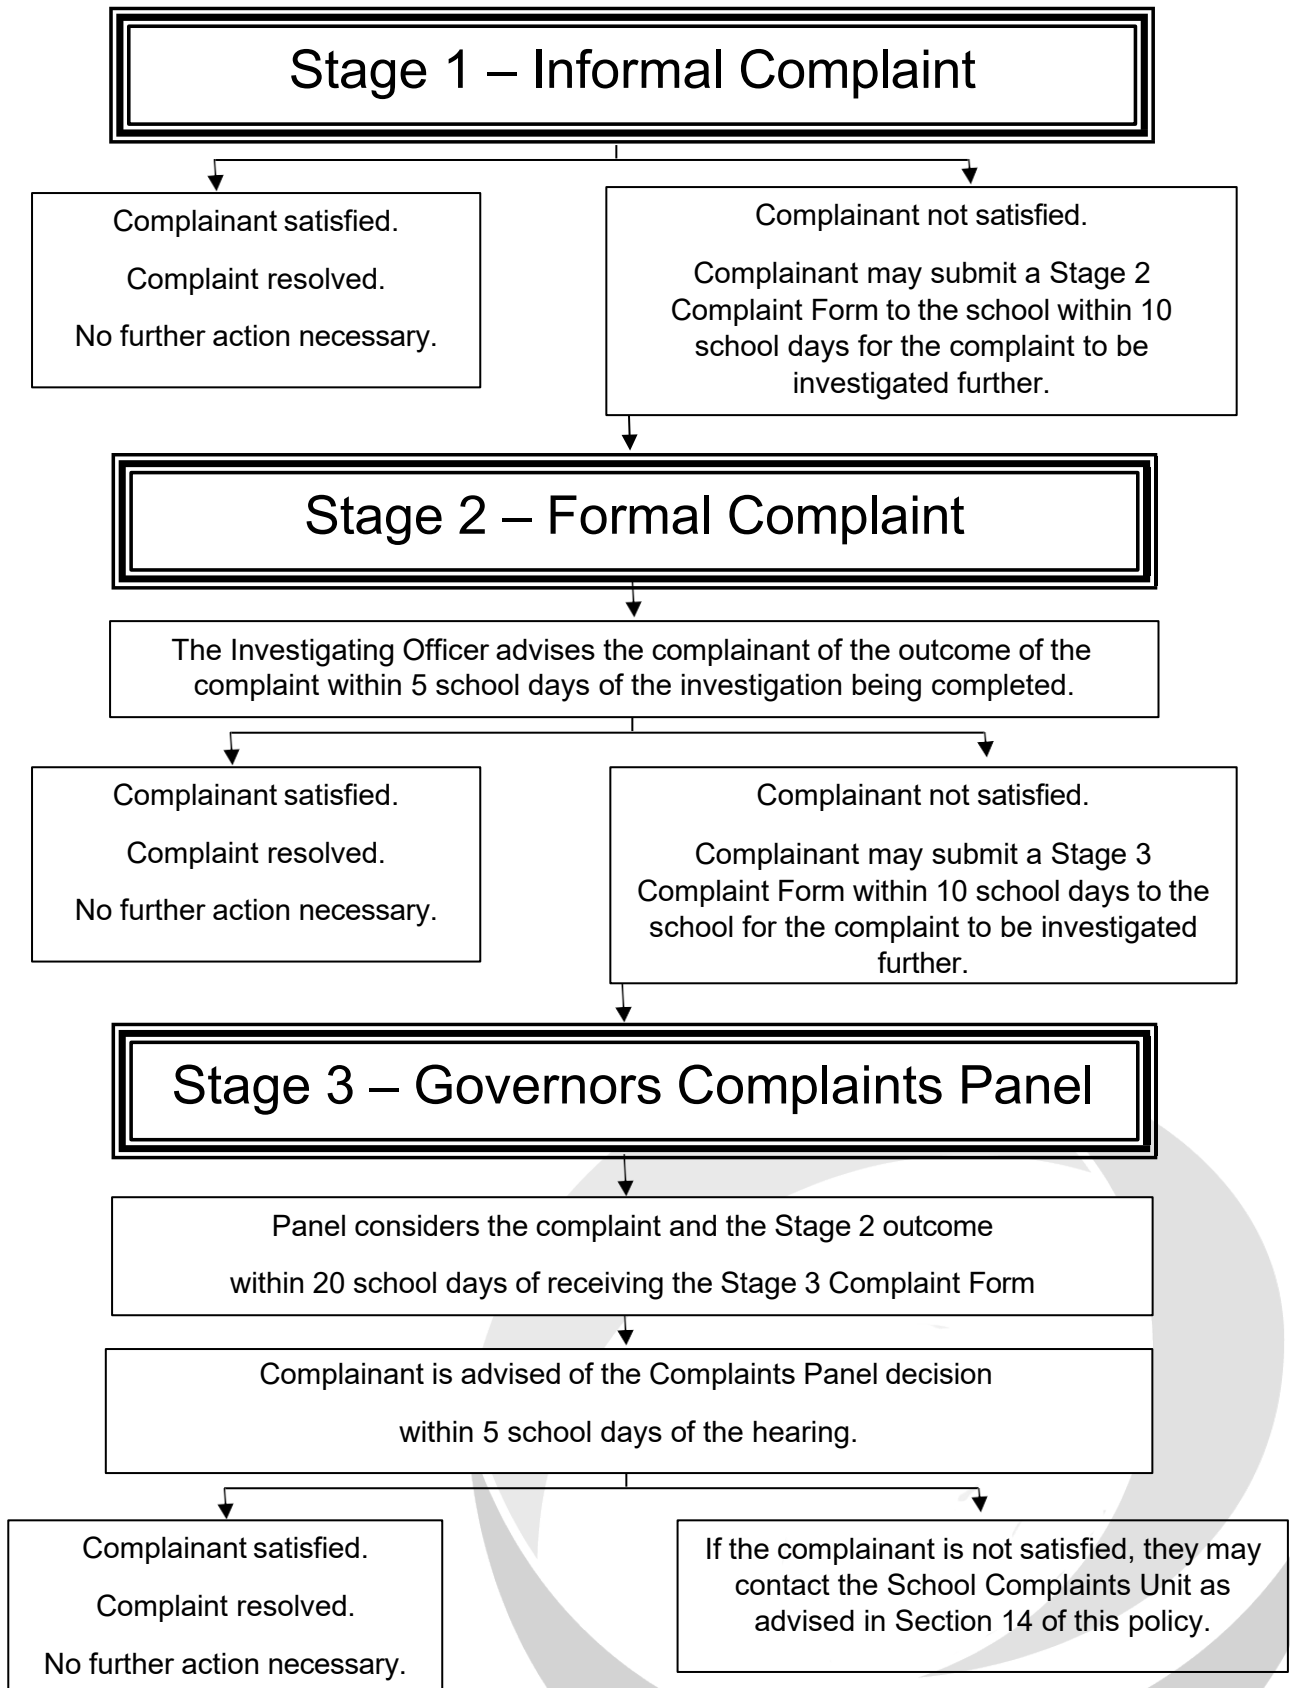 Stage 1 – Informal Complaint
Complainant satisfied.
Complaint resolved.
No further action necessary.
Complainant not satisfied.
Complainant may submit a Stage 2
Complaint Form to the school within 10
school days for the complaint to be
investigated further.
Stage 2 – Formal Complaint
The Investigating Officer advises the complainant of the outcome of the
complaint within 5 school days of the investigation being completed.
Complainant satisfied.
Complaint resolved.
No further action necessary.
Complainant not satisfied.
Complainant may submit a Stage 3
Complaint Form within 10 school days to the
school for the complaint to be investigated
further.
Stage 3 – Governors Complaints Panel
Panel considers the complaint and the Stage 2 outcome
within 20 school days of receiving the Stage 3 Complaint Form
Complainant is advised of the Complaints Panel decision
within 5 school days of the hearing.
Complainant satisfied.
Complaint resolved.
No further action necessary.
If the complainant is not satisfied, they may
contact the School Complaints Unit as
advised in Section 14 of this policy.